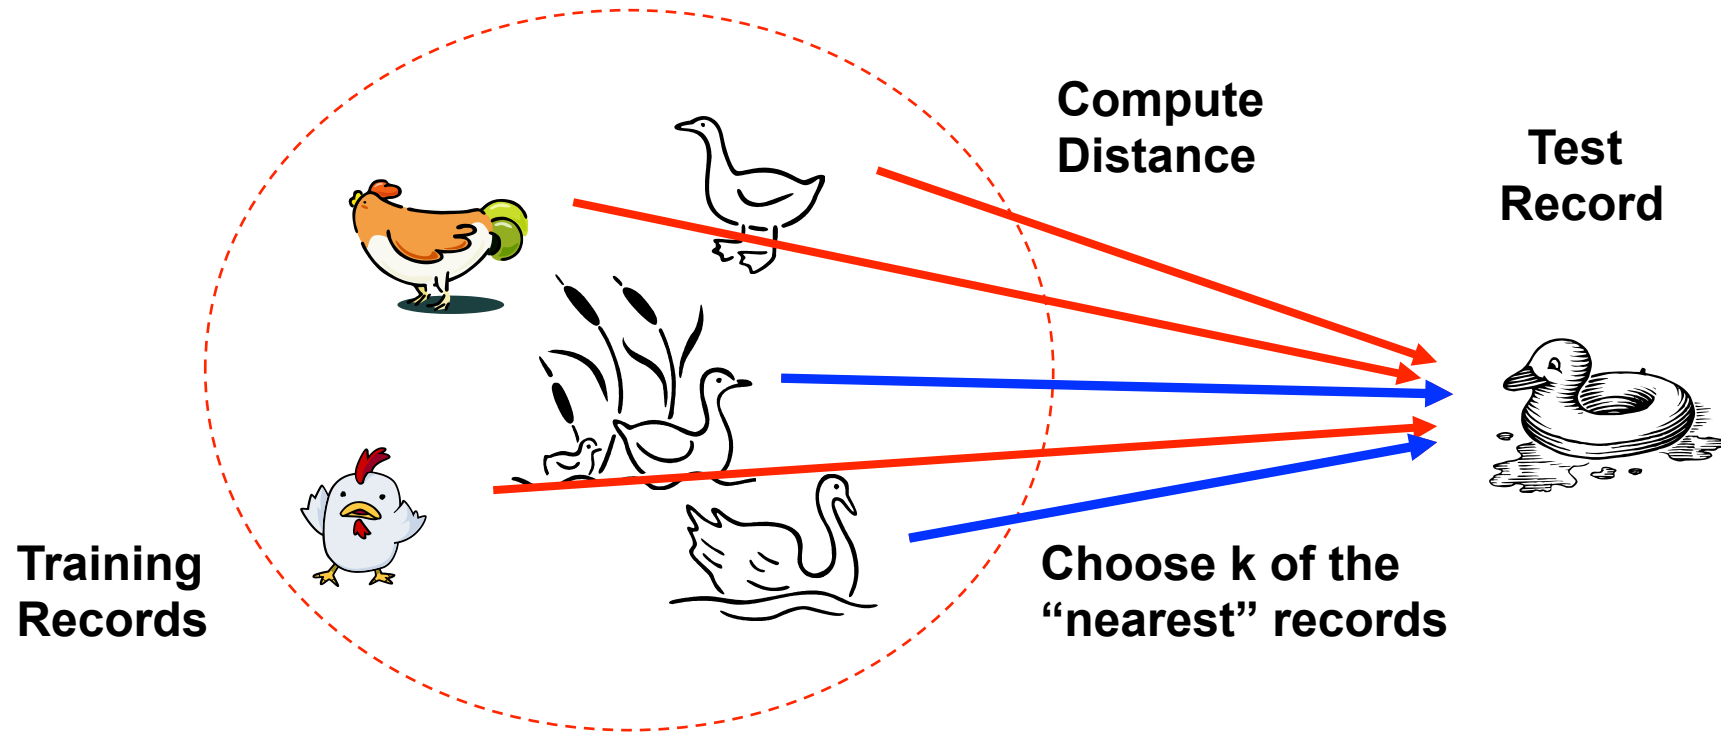 Compute
Distance
Test
Record
Training
Records
Choose k of the
“nearest” records